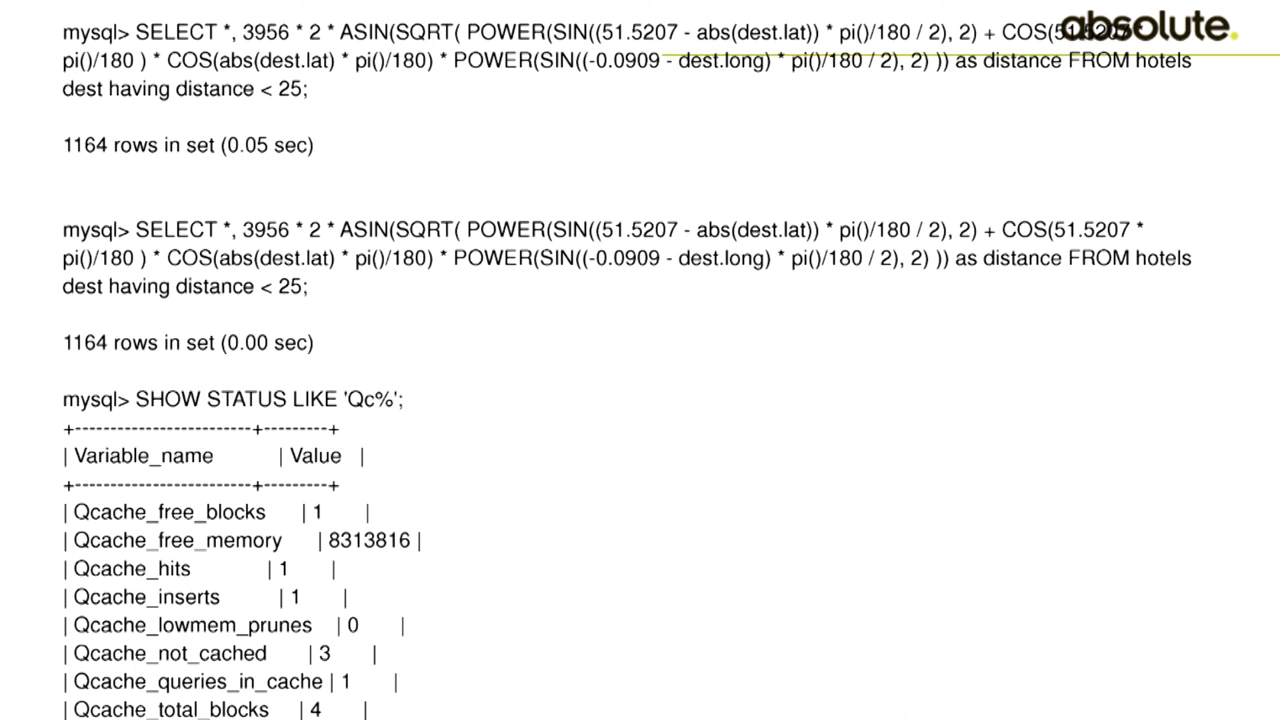 absolute.
mysql> SELECT *, 3956 * 2 * ASIN(SQRT( POWER(SIN((51.5207 - abs(dest.lat)) * pi()/180 / 2), 2) + COS(51.5207 *
pi()/180 ) * COS(abs(dest.lat) * pi()/180) * POWER(SIN((-0.0909 - dest.long) * pi()/180 / 2), 2) )) as distance FROM hotels
dest having distance < 25;
1164 rows in set (0.05 sec)
mysql> SELECT *, 3956 * 2 * ASIN(SQRT( POWER(SIN((51.5207 - abs(dest.lat)) * pi()/180 / 2), 2) + COS(51.5207 *
pi()/180 ) * COS(abs(dest.lat) * pi()/180) * POWER(SIN((-0.0909 - dest.long) * pi()/180 / 2), 2) )) as distance FROM hotels
dest having distance < 25;
1164 rows in set (0.00 sec)
mysql> SHOW STATUS LIKE 'Qc%';
+-------------------------+---------+
| Variable_name | Value |
+-------------------------+---------+
| Qcache_free_blocks | 1 |
| Qcache_free_memory | 8313816 |
| Qcache_hits | 1 |
| Qcache_inserts | 1 |
| Qcache_lowmem_prunes | 0 |
| Qcache_not_cached | 3 |
| Qcache_queries_in_cache | 1 |
| Qcache_total_blocks | 4 |